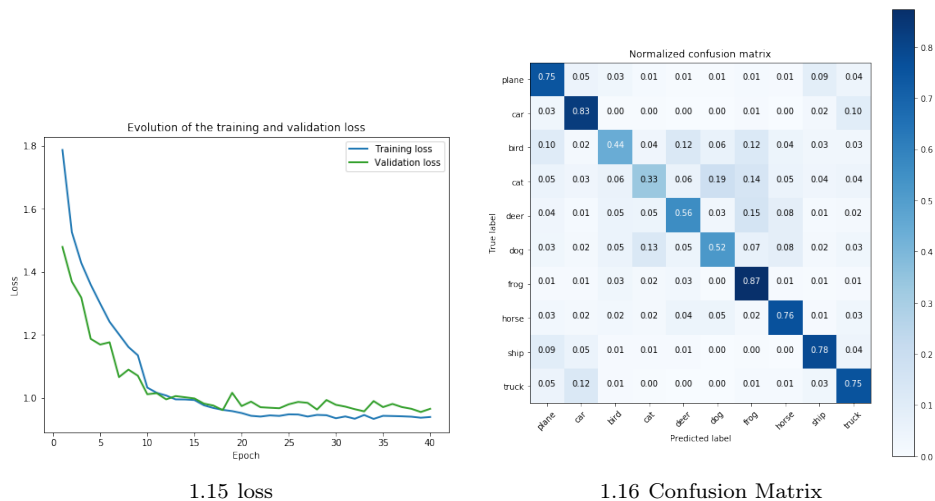 Evolution of the training and validation loss
Training loss
Validation loss
1.8
1.6
1.4
1.2
1.0
Loss
0 5 10 15 20 25 30 35 40
Epoch
1.15 loss
Normalized confusion matrix
True label
plane 0.75 0.05 0.03 0.01 0.01 0.01 0.01 0.01 0.09 0.04
car 0.03 0.83 0.00 0.00 0.00 0.00 0.01 0.00 0.02 0.10
bird 0.10 0.02 0.44 0.04 0.12 0.06 0.12 0.04 0.03 0.03
cat 0.05 0.03 0.06 0.33 0.06 0.19 0.14 0.05 0.04 0.04
deer 0.04 0.01 0.05 0.05 0.56 0.03 0.15 0.08 0.01 0.02
dog 0.03 0.02 0.05 0.13 0.05 0.52 0.07 0.08 0.02 0.03
frog 0.01 0.01 0.03 0.02 0.03 0.00 0.87 0.01 0.01 0.01
horse 0.03 0.02 0.02 0.02 0.04 0.05 0.02 0.76 0.01 0.03
ship 0.09 0.05 0.01 0.01 0.00 0.00 0.00 0.00 0.78 0.04
truck 0.05 0.12 0.01 0.00 0.00 0.00 0.01 0.01 0.03 0.75
plane car bird cat deer dog frog horse ship truck
Predicted label
0.8
0.7
0.6
0.5
0.4
0.3
0.2
0.1
0.0
1.16 Confusion Matrix